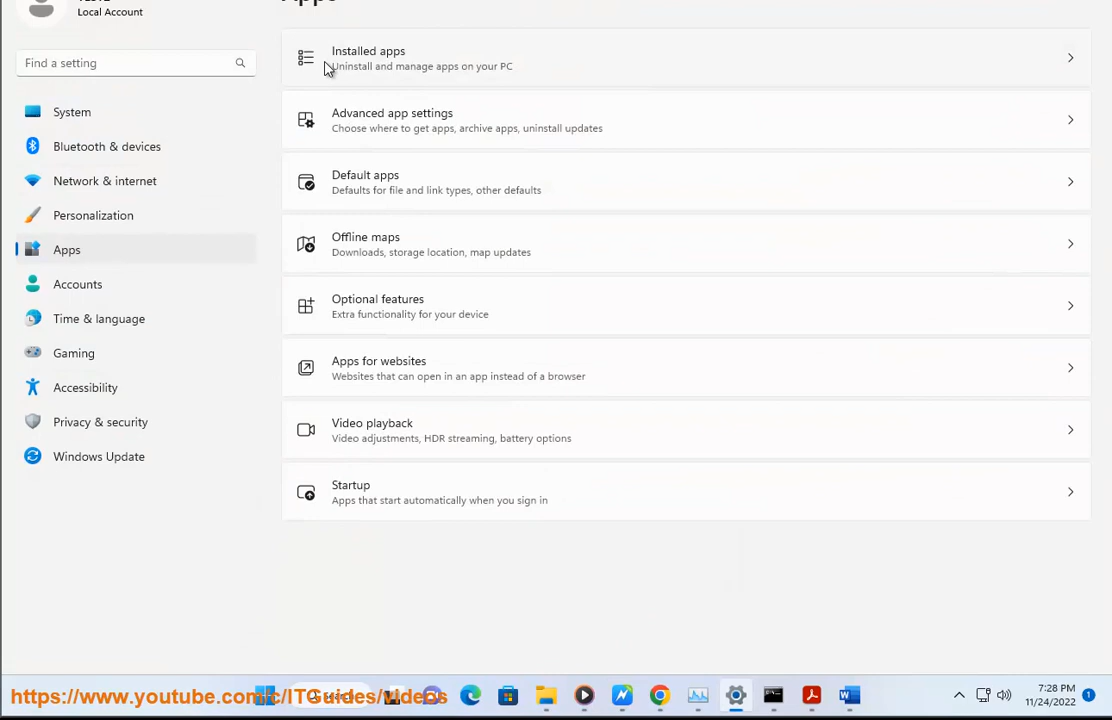 Local Account
Apps
Find a setting
System
Bluetooth & devices
Network & internet
Personalization
Apps
Accounts
Time & language
Gaming
Accessibility
Privacy & security
Windows Update
Installed apps
Uninstall and manage apps on your PC
Advanced app settings
Choose where to get apps, archive apps, uninstall updates
Default apps
Defaults for file and link types, other defaults
Offline maps
Downloads, storage location, map updates
Optional features
Extra functionality for your device
Apps for websites
Websites that can open in an app instead of a browser
Video playback
Video adjustments, HDR streaming, battery options
Startup
Apps that start automatically when you sign in
https://www.youtube.com/c/ITGuides/videos
7:28 PM
11/24/2022
1